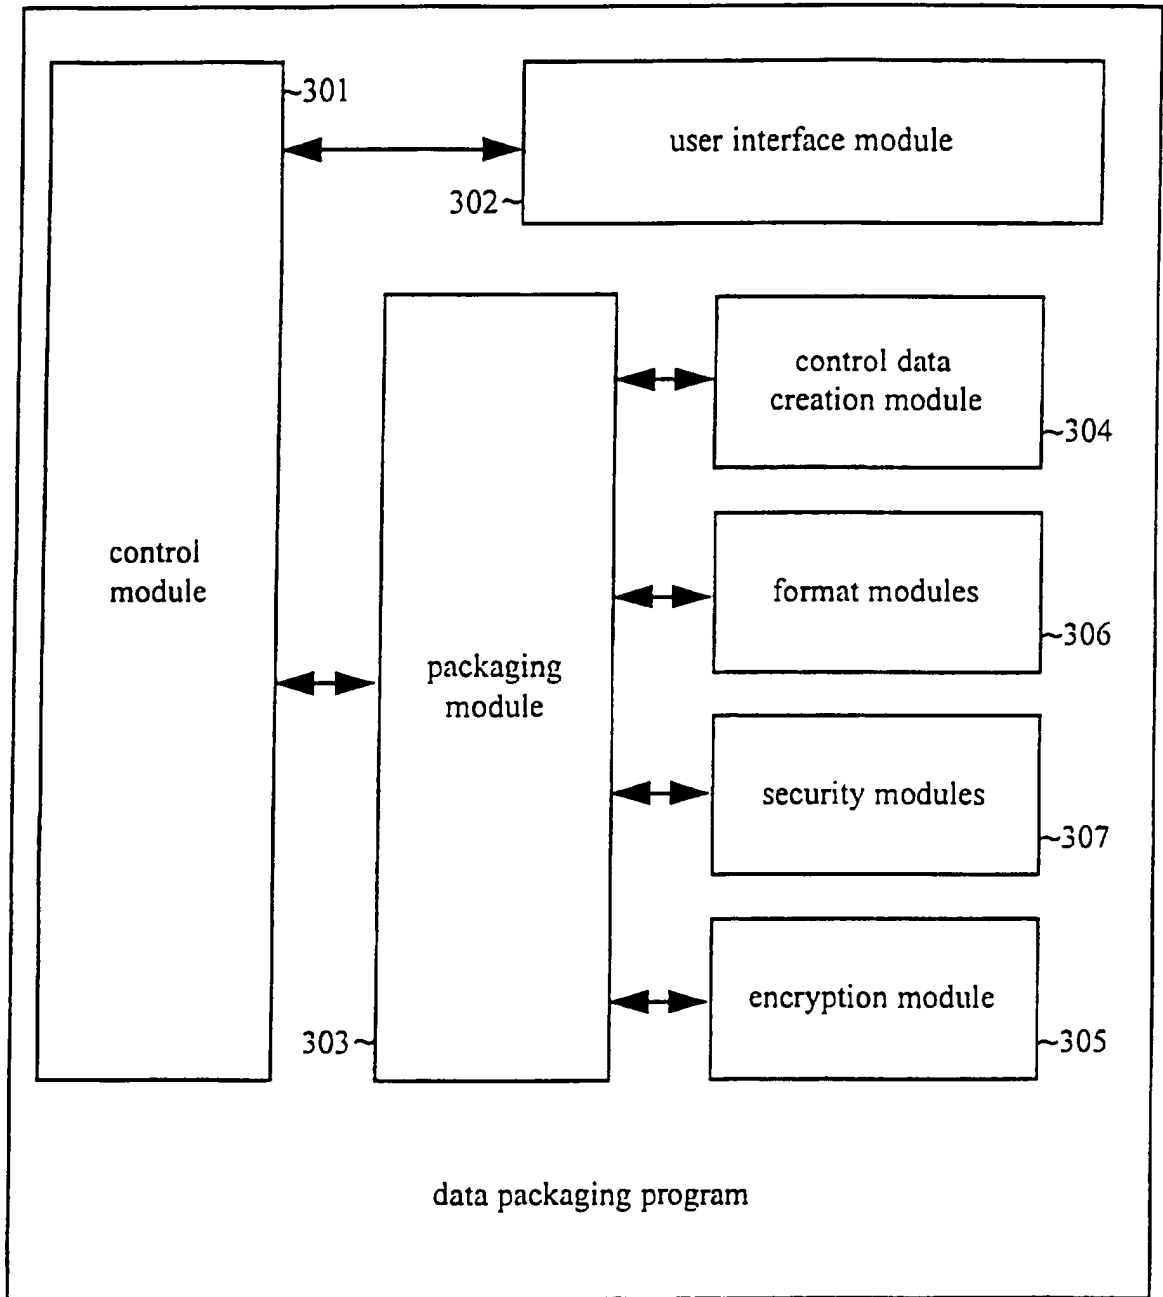 ~301
user interface module
302~
control data
creation module
~304
control
module
format modules
~306
packaging
module
security modules
~307
encryption module
303~
~305
data packaging program